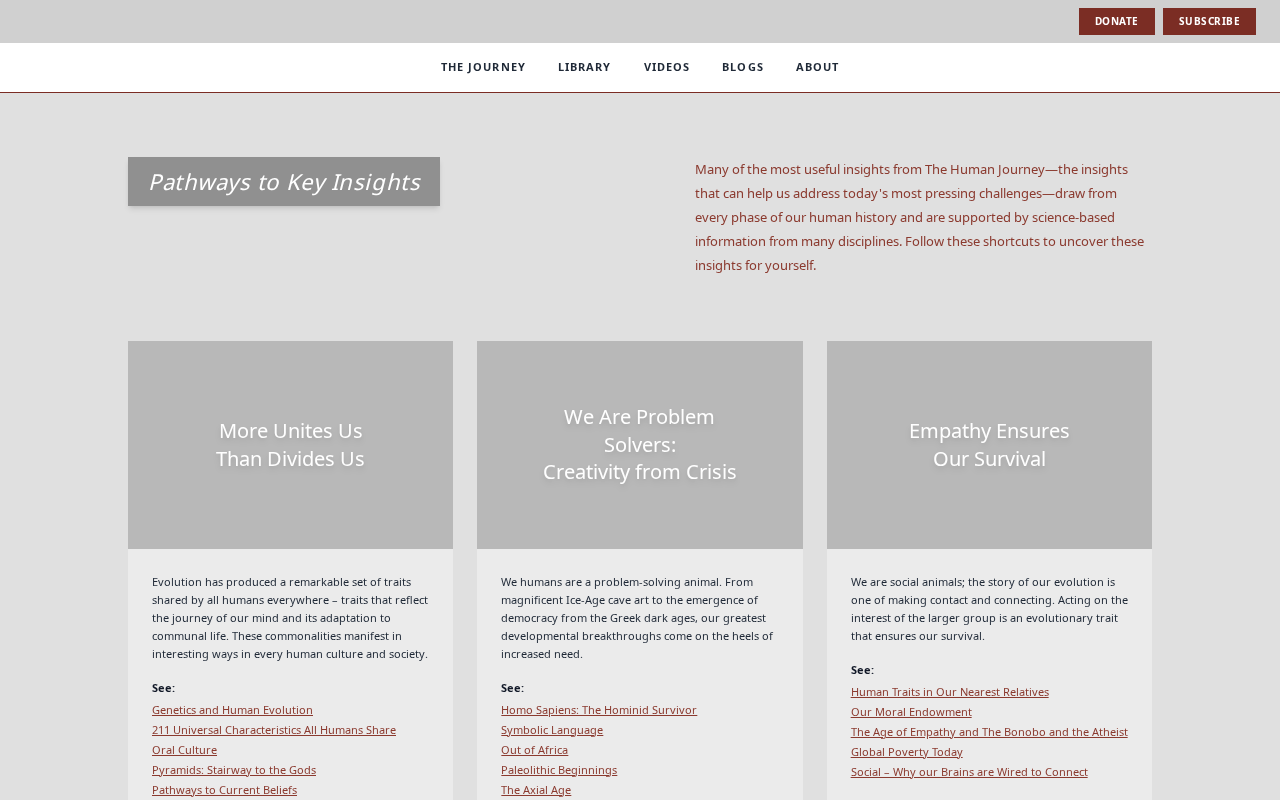 DONATE
SUBSCRIBE
THE JOURNEY
LIBRARY
VIDEOS
BLOGS
ABOUT
Pathways to Key Insights
Many of the most useful insights from The Human Journey—the insights
that can help us address today's most pressing challenges—draw from
every phase of our human history and are supported by science-based
information from many disciplines. Follow these shortcuts to uncover these
insights for yourself.
More Unites Us
Than Divides Us
Evolution has produced a remarkable set of traits
shared by all humans everywhere – traits that reflect
the journey of our mind and its adaptation to
communal life. These commonalities manifest in
interesting ways in every human culture and society.
See:
Genetics and Human Evolution
211 Universal Characteristics All Humans Share
Oral Culture
Pyramids: Stairway to the Gods
Pathways to Current Beliefs
We Are Problem
Solvers:
Creativity from Crisis
We humans are a problem-solving animal. From
magnificent Ice-Age cave art to the emergence of
democracy from the Greek dark ages, our greatest
developmental breakthroughs come on the heels of
increased need.
See:
Homo Sapiens: The Hominid Survivor
Symbolic Language
Out of Africa
Paleolithic Beginnings
The Axial Age
Empathy Ensures
Our Survival
We are social animals; the story of our evolution is
one of making contact and connecting. Acting on the
interest of the larger group is an evolutionary trait
that ensures our survival.
See:
Human Traits in Our Nearest Relatives
Our Moral Endowment
The Age of Empathy and The Bonobo and the Atheist
Global Poverty Today
Social – Why our Brains are Wired to Connect